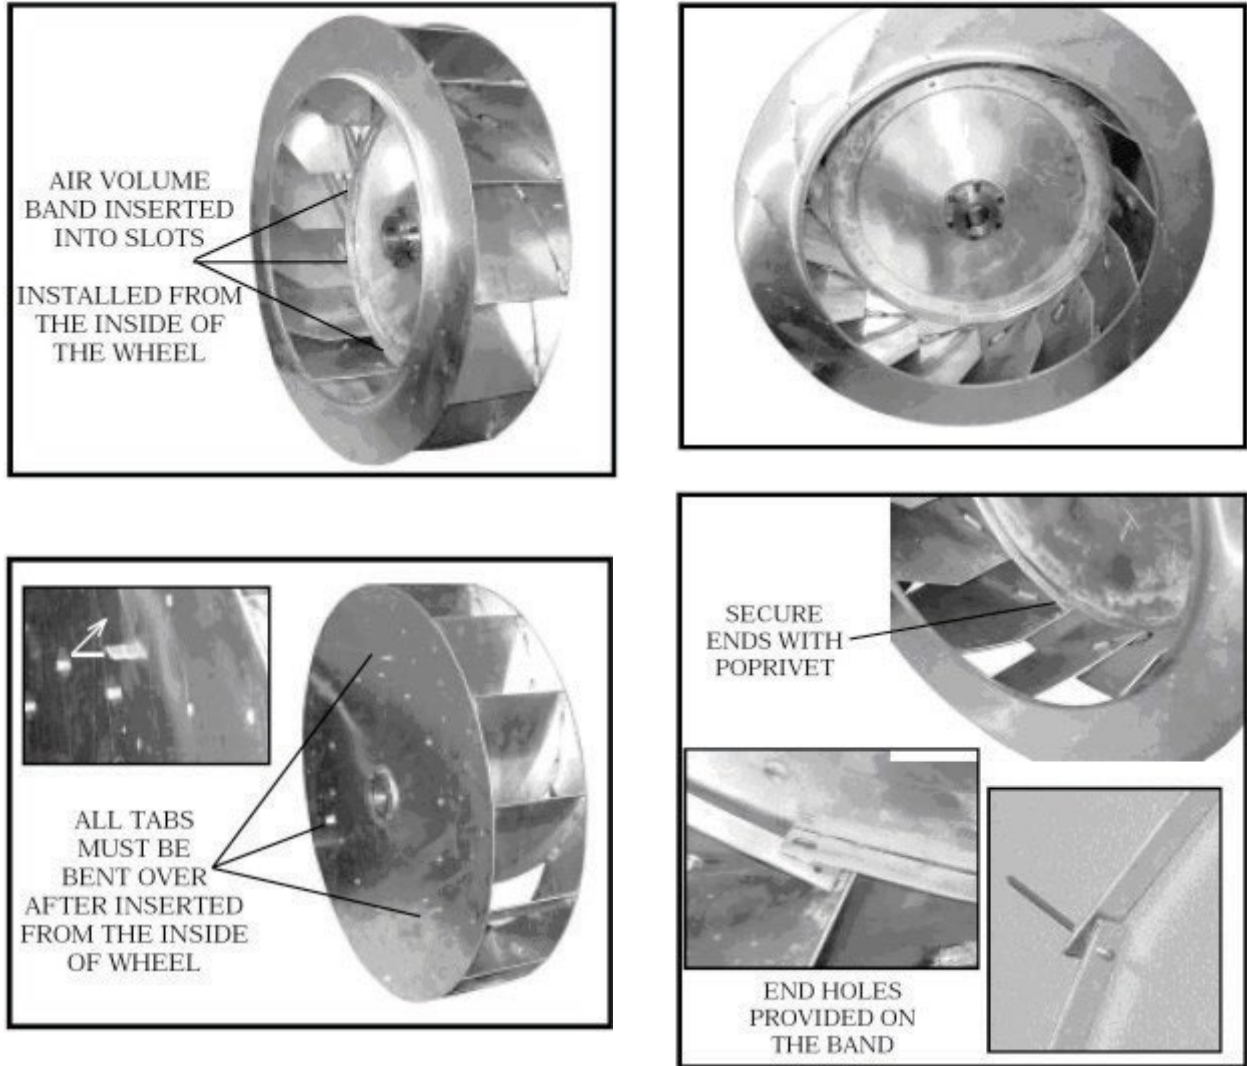 AIR VOLUME
BAND INSERTED
INTO SLOTS
INSTALLED FROM
THE INSIDE OF
THE WHEEL
ALL TABS
MUST BE
BENT OVER
AFTER INSERTED
FROM THE INSIDE
OF WHEEL
SECURE
ENDS WITH
POPRIVET
END HOLES
PROVIDED ON
THE BAND